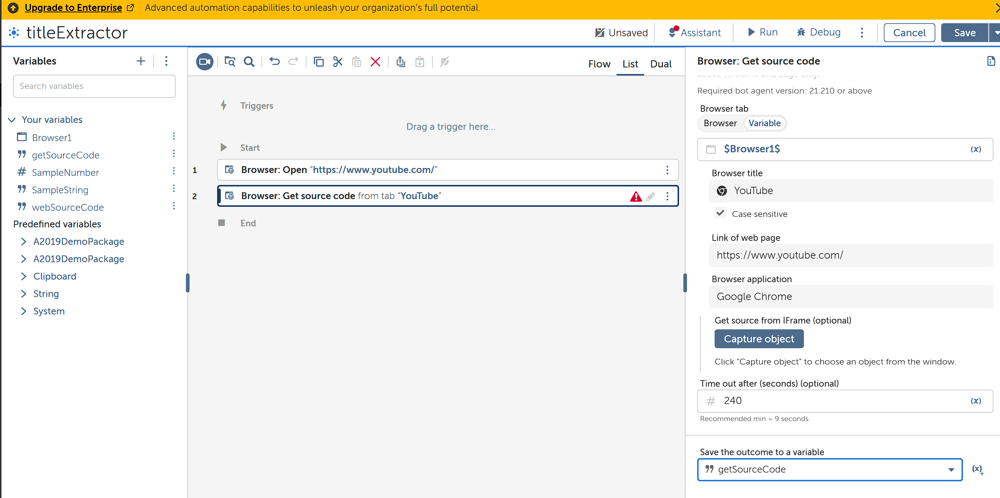 Upgrade to Enterprise Advanced automation capabilities to unleash your organization's full potential.
titleExtractor
Unsaved
Assistant
Run
Debug
Cancel
Save
Variables
Search variables
Your variables
Browser1
getSourceCode
SampleNumber
SampleString
webSourceCode
Predefined variables
A2019DemoPackage
A2019DemoPackage
Clipboard
String
System
Flow
List
Dual
Triggers
Drag a trigger here...
Start
1 Browser: Open “https://www.youtube.com/”
2 Browser: Get source code from tab “YouTube”
End
Browser: Get source code
above (Chrome and Edge only)
Required bot agent version: 21.210 or above
Browser tab
Browser Variable
$Browser1$ (x)
Browser title
YouTube
Case sensitive
Link of web page
https://www.youtube.com/
Browser application
Google Chrome
Get source from IFrame (optional)
Capture object
Click “Capture object” to choose an object from the window.
Time out after (seconds) (optional)
# 240 (x)
Recommended min = 9 seconds
Save the outcome to a variable
getSourceCode (x)+